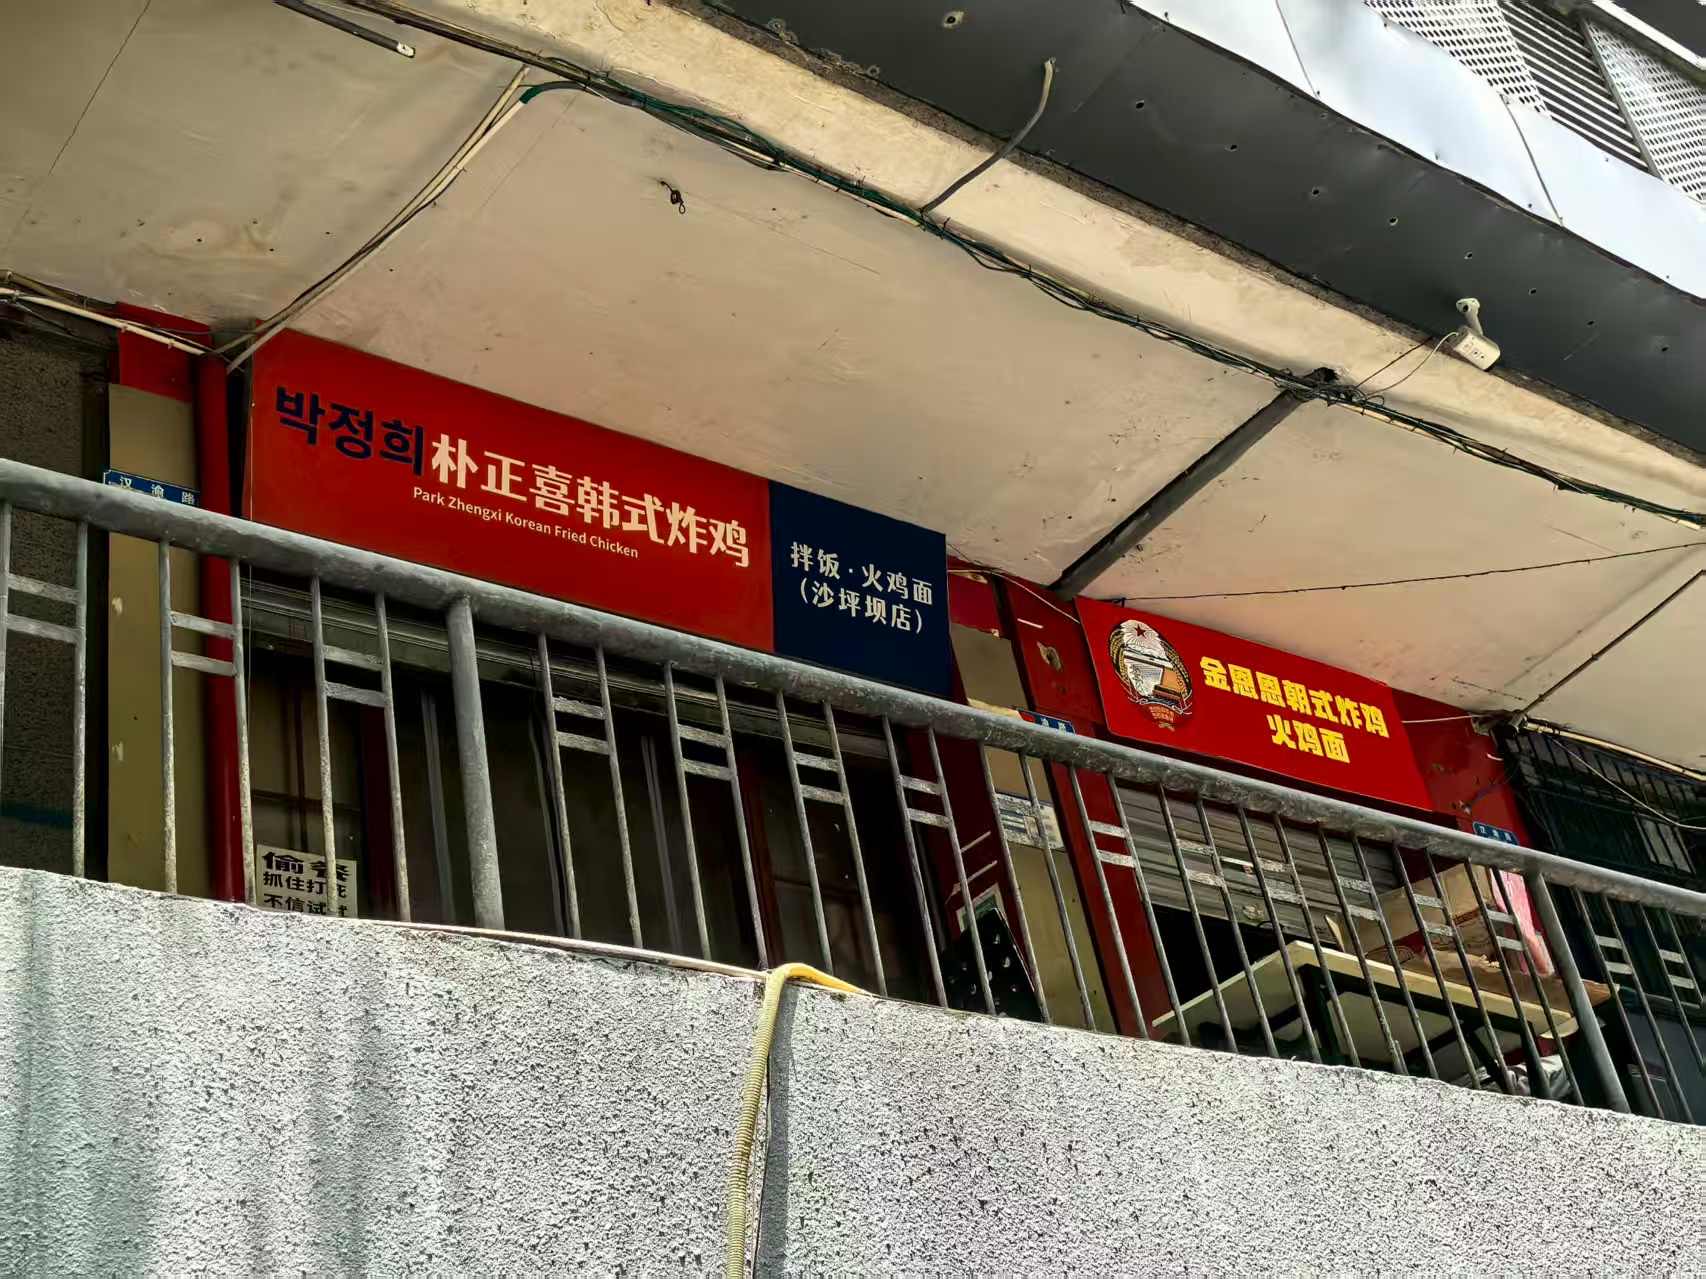 汉渝路
박정희 朴正喜韩式炸鸡
Park Zhengxi Korean Fried Chicken
拌饭·火鸡面
(沙坪坝店)
金恩恩朝式炸鸡
火鸡面
偷餐
抓住打死
不信试试